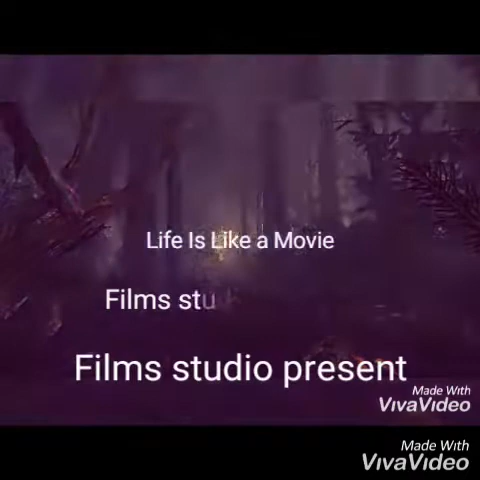 Life Is Like a Movie
Films stu
Films studio present
Made With
VivaVideo
Made With
VivaVideo